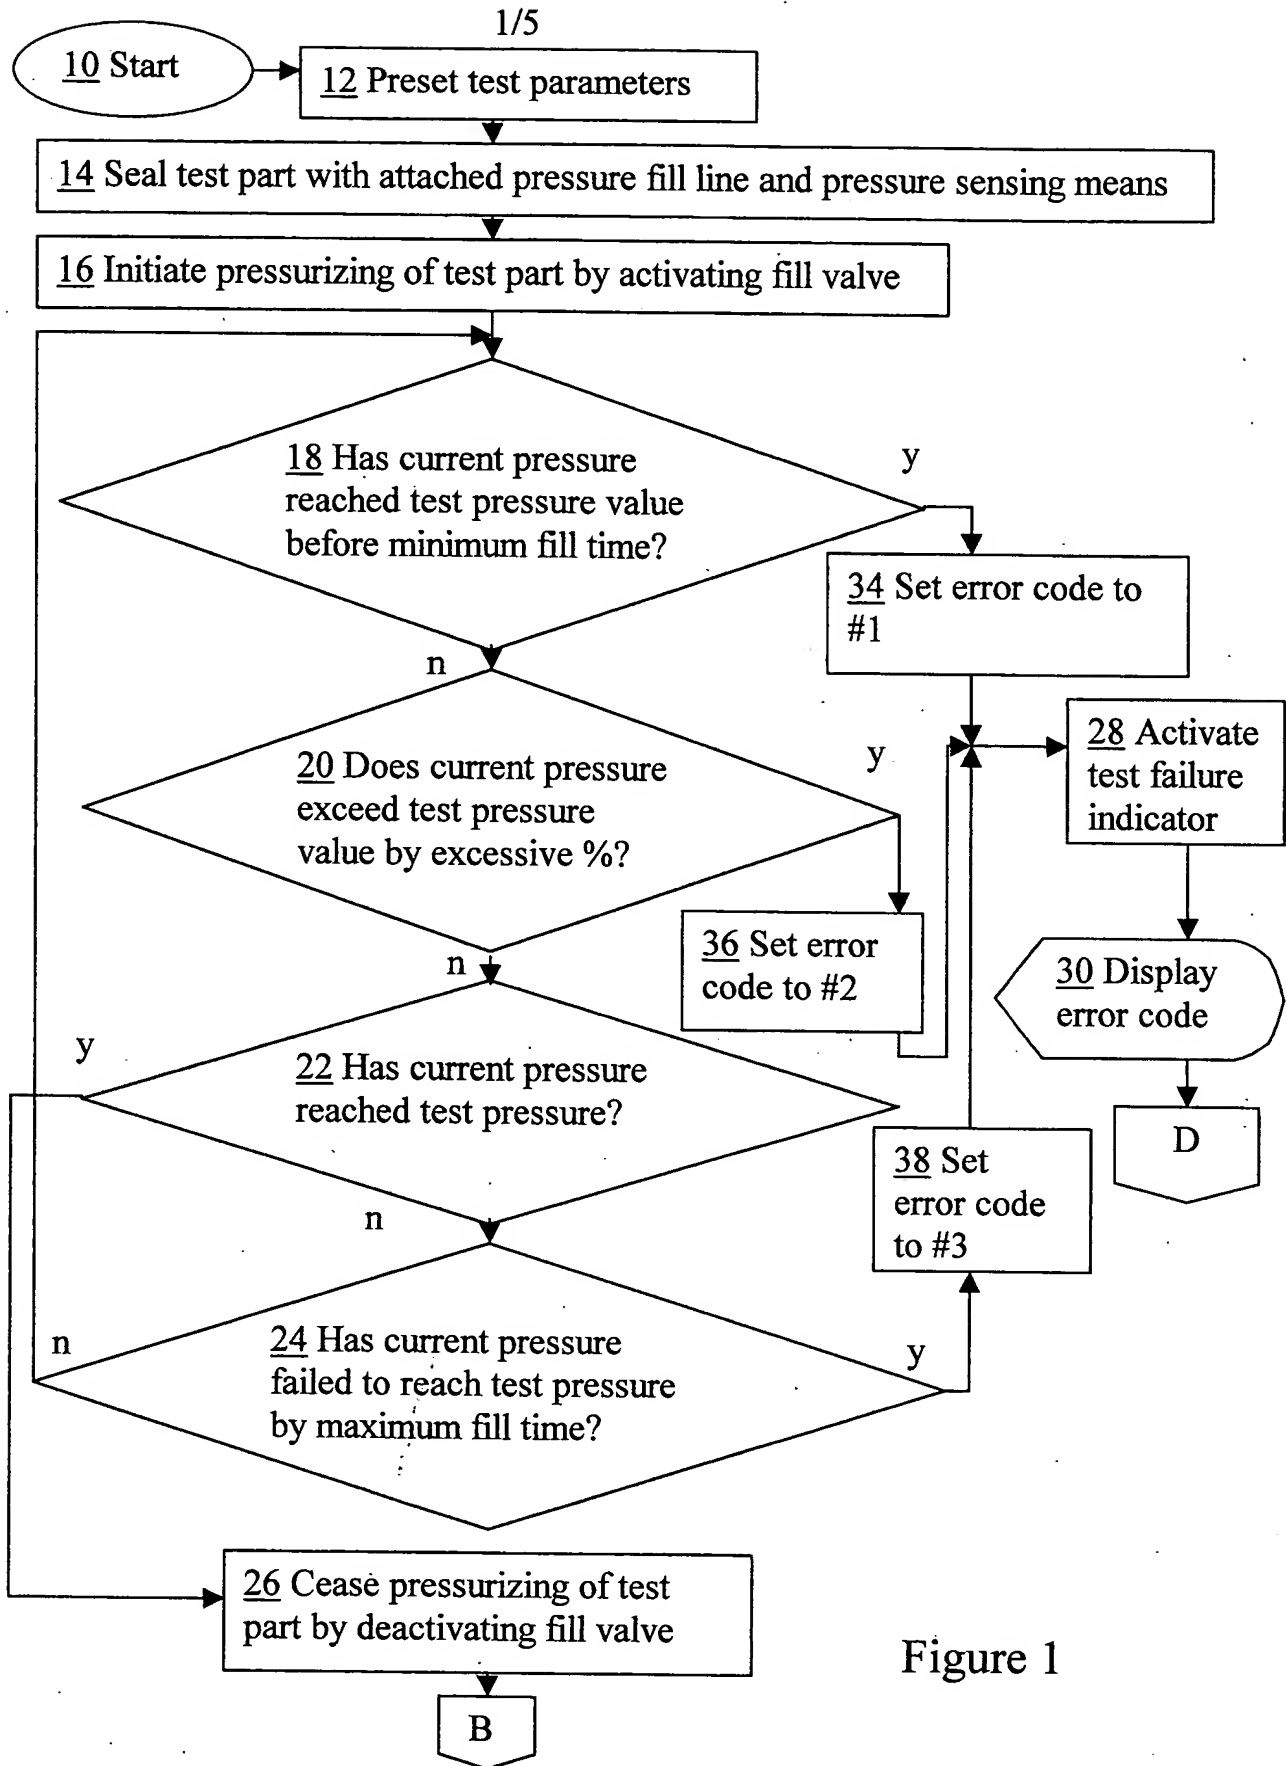 1/5
10 Start
12 Preset test parameters
14 Seal test part with attached pressure fill line and pressure sensing means
16 Initiate pressurizing of test part by activating fill valve
18 Has current pressure
reached test pressure value
before minimum fill time?
y
34 Set error code to
#1
n
20 Does current pressure
exceed test pressure
value by excessive %?
y
28 Activate
test failure
indicator
36 Set error
code to #2
n
30 Display
error code
y
22 Has current pressure
reached test pressure?
D
38 Set
error code
to #3
n
n
24 Has current pressure
failed to reach test pressure
by maximum fill time?
y
26 Cease pressurizing of test
part by deactivating fill valve
Figure 1
B